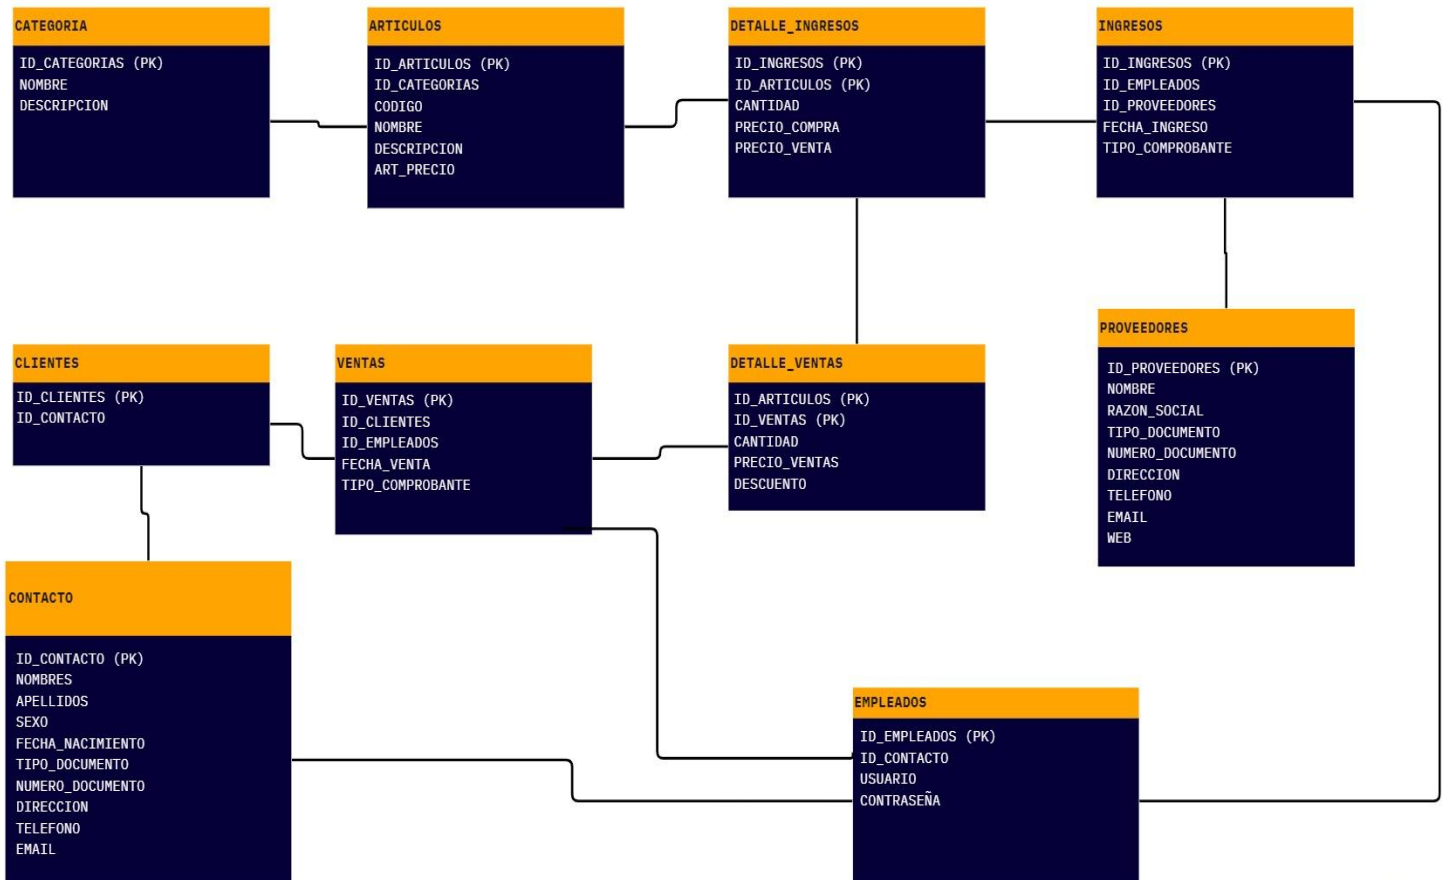 CATEGORIA
ID_CATEGORIAS (PK)
NOMBRE
DESCRIPCION
ARTICULOS
ID_ARTICULOS (PK)
ID_CATEGORIAS
CODIGO
NOMBRE
DESCRIPCION
ART_PRECIO
DETALLE_INGRESOS
ID_INGRESOS (PK)
ID_ARTICULOS (PK)
CANTIDAD
PRECIO_COMPRA
PRECIO_VENTA
INGRESOS
ID_INGRESOS (PK)
ID_EMPLEADOS
ID_PROVEEDORES
FECHA_INGRESO
TIPO_COMPROBANTE
CLIENTES
ID_CLIENTES (PK)
ID_CONTACTO
VENTAS
ID_VENTAS (PK)
ID_CLIENTES
ID_EMPLEADOS
FECHA_VENTA
TIPO_COMPROBANTE
DETALLE_VENTAS
ID_ARTICULOS (PK)
ID_VENTAS (PK)
CANTIDAD
PRECIO_VENTAS
DESCUENTO
PROVEEDORES
ID_PROVEEDORES (PK)
NOMBRE
RAZON_SOCIAL
TIPO_DOCUMENTO
NUMERO_DOCUMENTO
DIRECCION
TELEFONO
EMAIL
WEB
CONTACTO
ID_CONTACTO (PK)
NOMBRES
APELLIDOS
SEXO
FECHA_NACIMIENTO
TIPO_DOCUMENTO
NUMERO_DOCUMENTO
DIRECCION
TELEFONO
EMAIL
EMPLEADOS
ID_EMPLEADOS (PK)
ID_CONTACTO
USUARIO
CONTRASEÑA